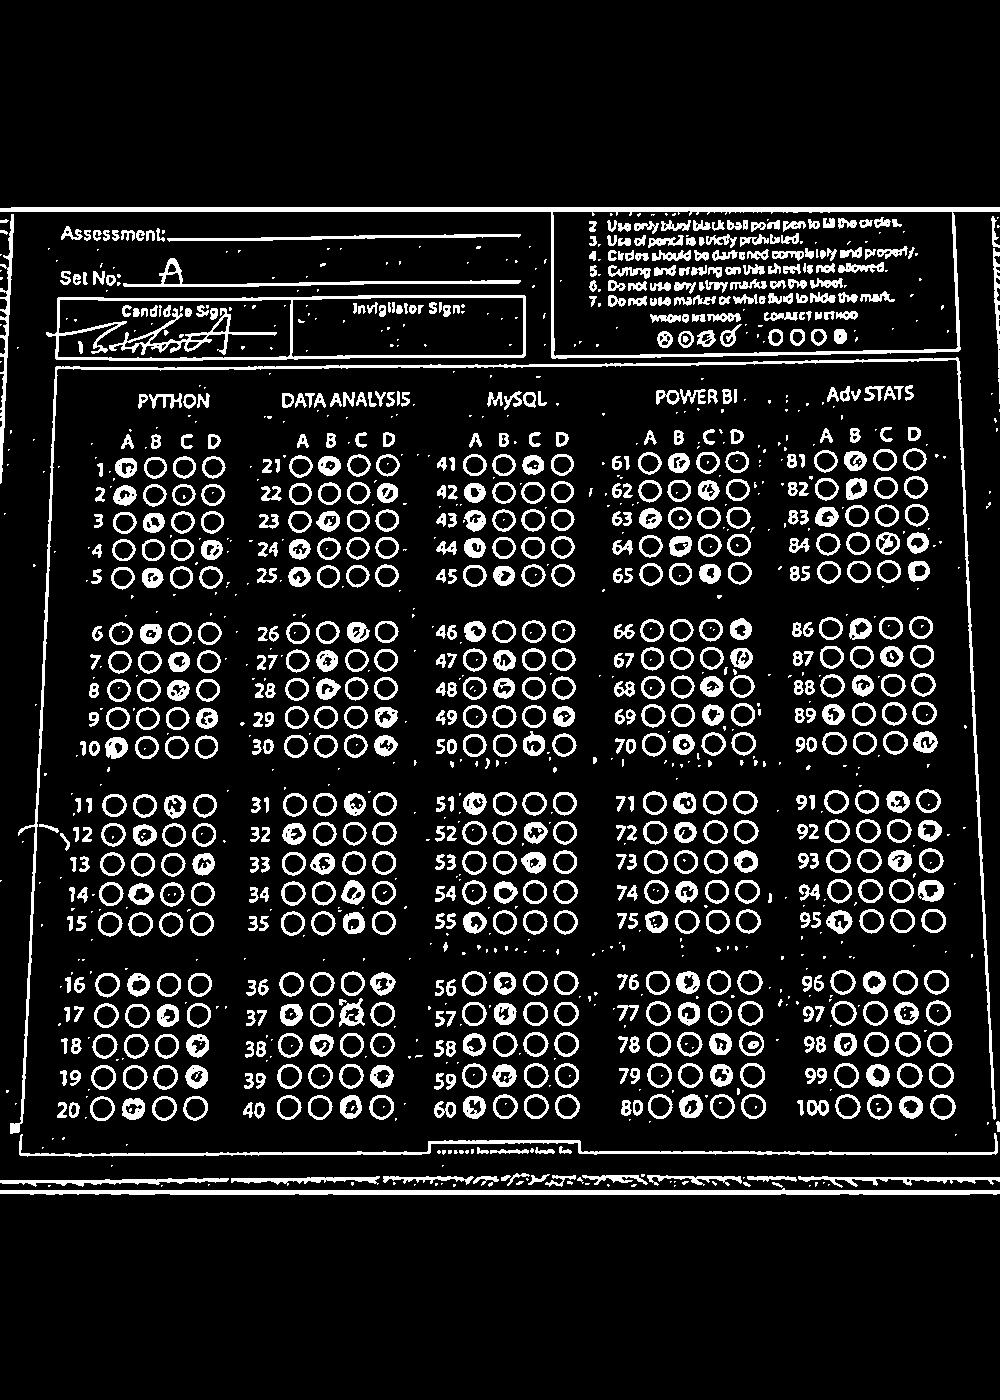 Assessment:
Set No: A
Candidate Sign:
Invigilator Sign:
2 Use only blue/ black ball point pen to fill the circles.
3. Use of pencil is strictly prohibited.
4. Circles should be darkened completely and properly.
5. Cutting and erasing on this sheet is not allowed.
6. Do not use any stray marks on the sheet.
7. Do not use marker or white fluid to hide the mark.
WRONG METHODS CORRECT METHOD
PYTHON DATA ANALYSIS MySQL POWER BI Adv STATS
A B C D A B C D A B C D A B C D A B C D
1 21 41 61 81
2 22 42 62 82
3 23 43 63 83
4 24 44 64 84
5 25 45 65 85
6 26 46 66 86
7 27 47 67 87
8 28 48 68 88
9 29 49 69 89
10 30 50 70 90
11 31 51 71 91
12 32 52 72 92
13 33 53 73 93
14 34 54 74 94
15 35 55 75 95
16 36 56 76 96
17 37 57 77 97
18 38 58 78 98
19 39 59 79 99
20 40 60 80 100